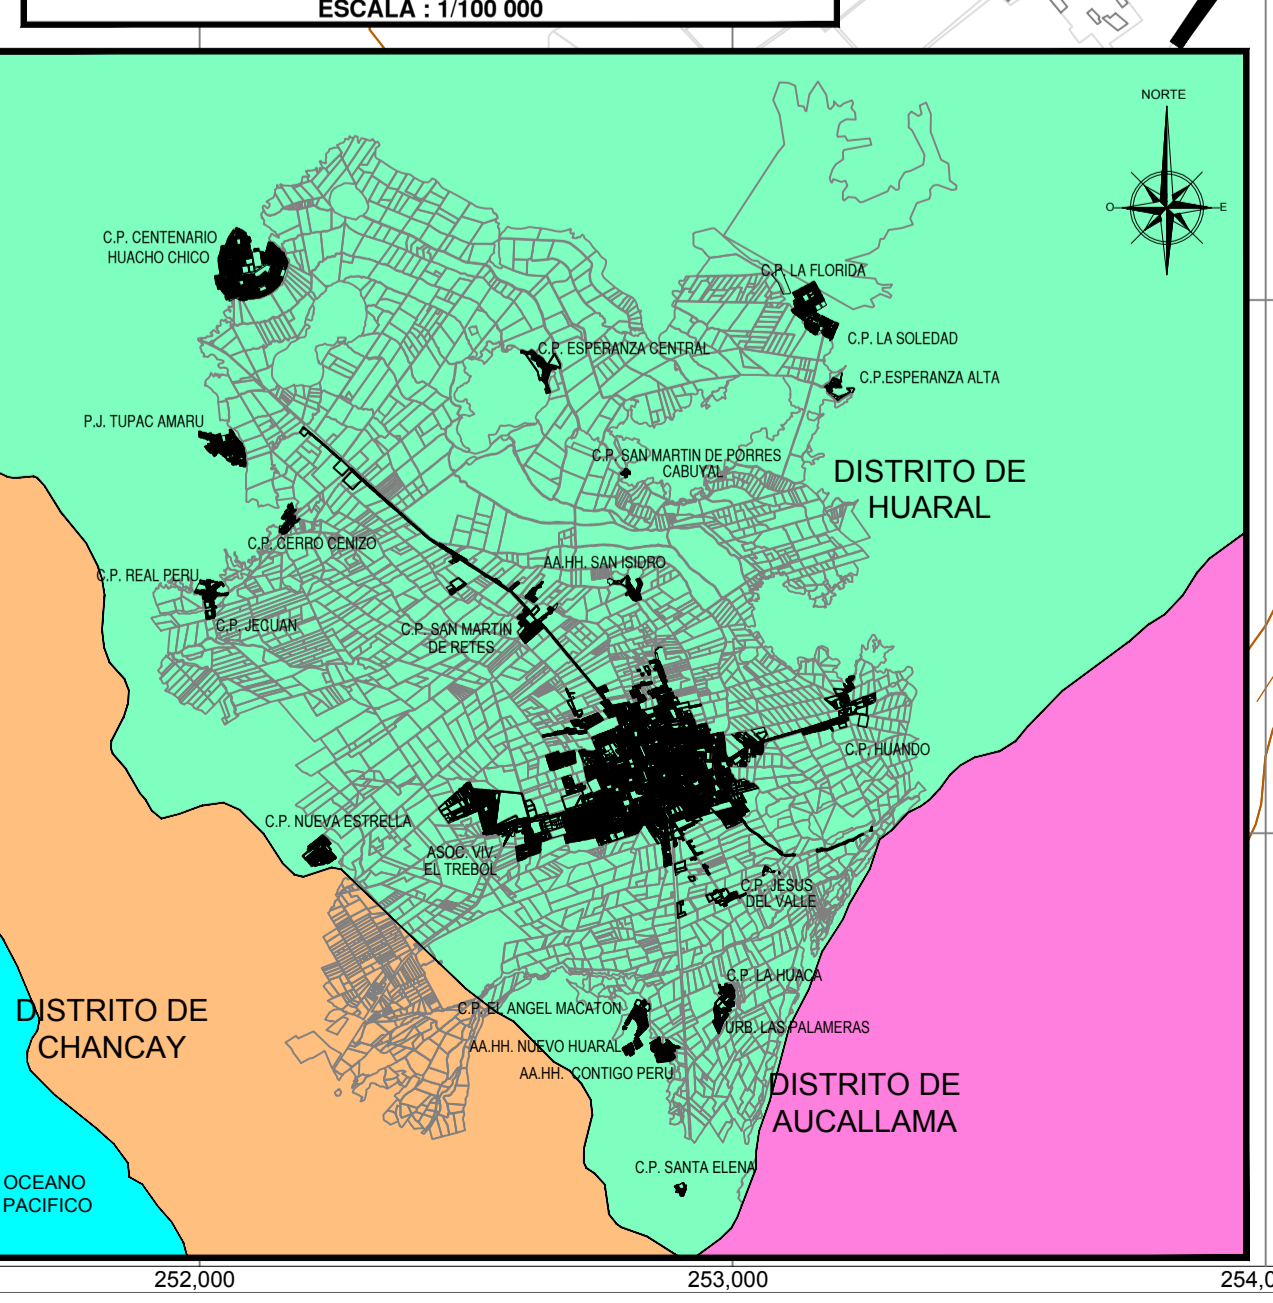 ESCALA : 1/100 000
NORTE
O
E
C.P. CENTENARIO
HUACHO CHICO
C.P. LA FLORIDA
C.P. LA SOLEDAD
C.P. ESPERANZA CENTRAL
C.P.ESPERANZA ALTA
P.J. TUPAC AMARU
C.P. SAN MARTIN DE PORRES
CABUYAL
DISTRITO DE
HUARAL
C.P. CERRO CENIZO
AA.HH. SAN ISIDRO
C.P. REAL PERU
C.P. JECUAN
C.P. SAN MARTIN
DE RETES
C.P. HUANDO
C.P. NUEVA ESTRELLA
ASOC. VIV.
EL TREBOL
C.P. JESUS
DEL VALLE
C.P. LA HUACA
C.P. EL ANGEL MACATON
URB. LAS PALAMERAS
AA.HH. NUEVO HUARAL
AA.HH. CONTIGO PERU
DISTRITO DE
CHANCAY
DISTRITO DE
AUCALLAMA
C.P. SANTA ELENA
OCEANO
PACIFICO
252,000
253,000